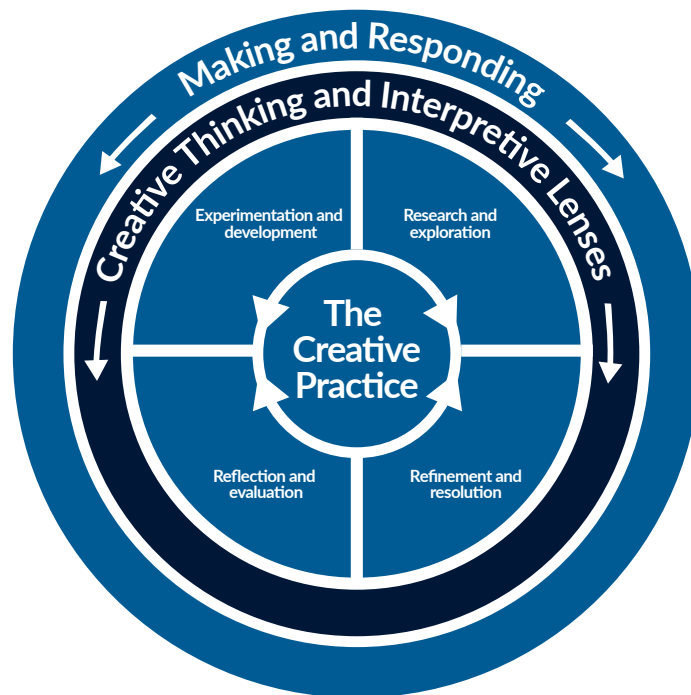 Making and Responding
Creative Thinking and Interpretive Lenses
Experimentation and
development
Research and
exploration
The
Creative
Practice
Reflection and
evaluation
Refinement and
resolution